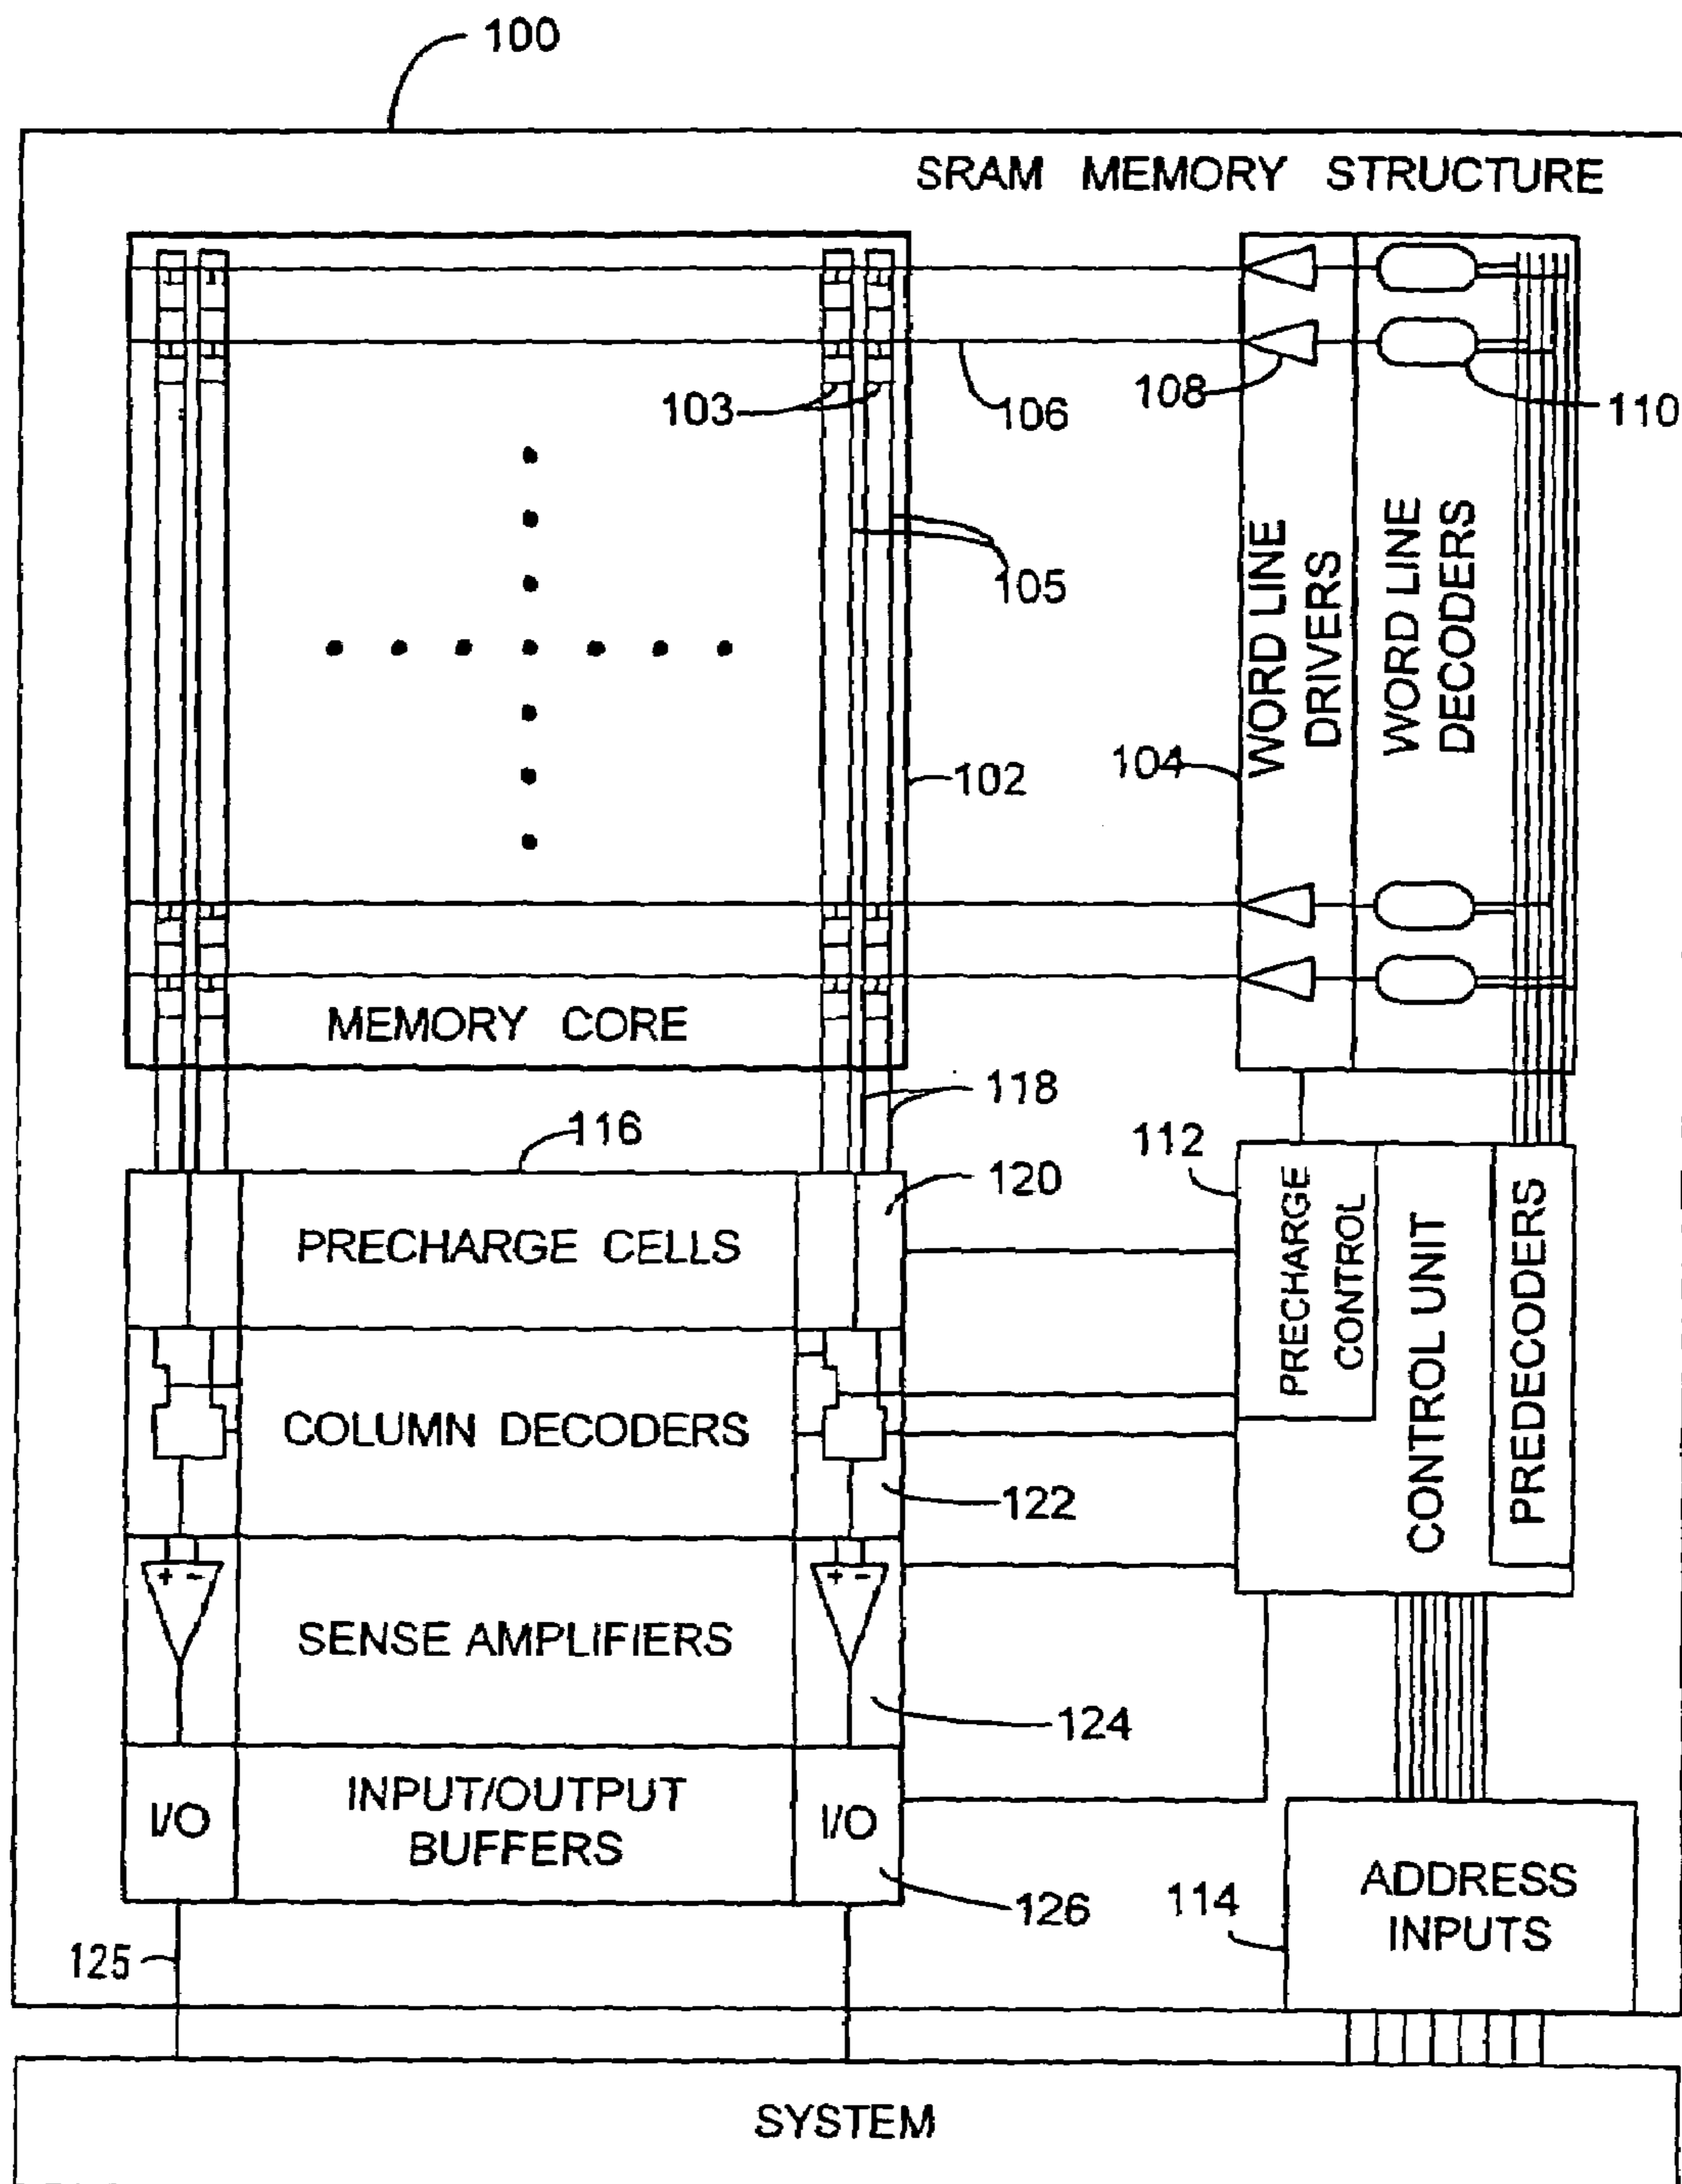 100
SRAM MEMORY STRUCTURE
103
106
108
110
105
WORD LINE
DRIVERS
WORD LINE
DECODERS
102
104
MEMORY CORE
118
116
112
120
PRECHARGE CELLS
PRECHARGE
CONTROL
CONTROL UNIT
PREDECODERS
COLUMN DECODERS
122
+ -
+ -
SENSE AMPLIFIERS
124
I/O
INPUT/OUTPUT
BUFFERS
I/O
126
114
ADDRESS
INPUTS
125
SYSTEM